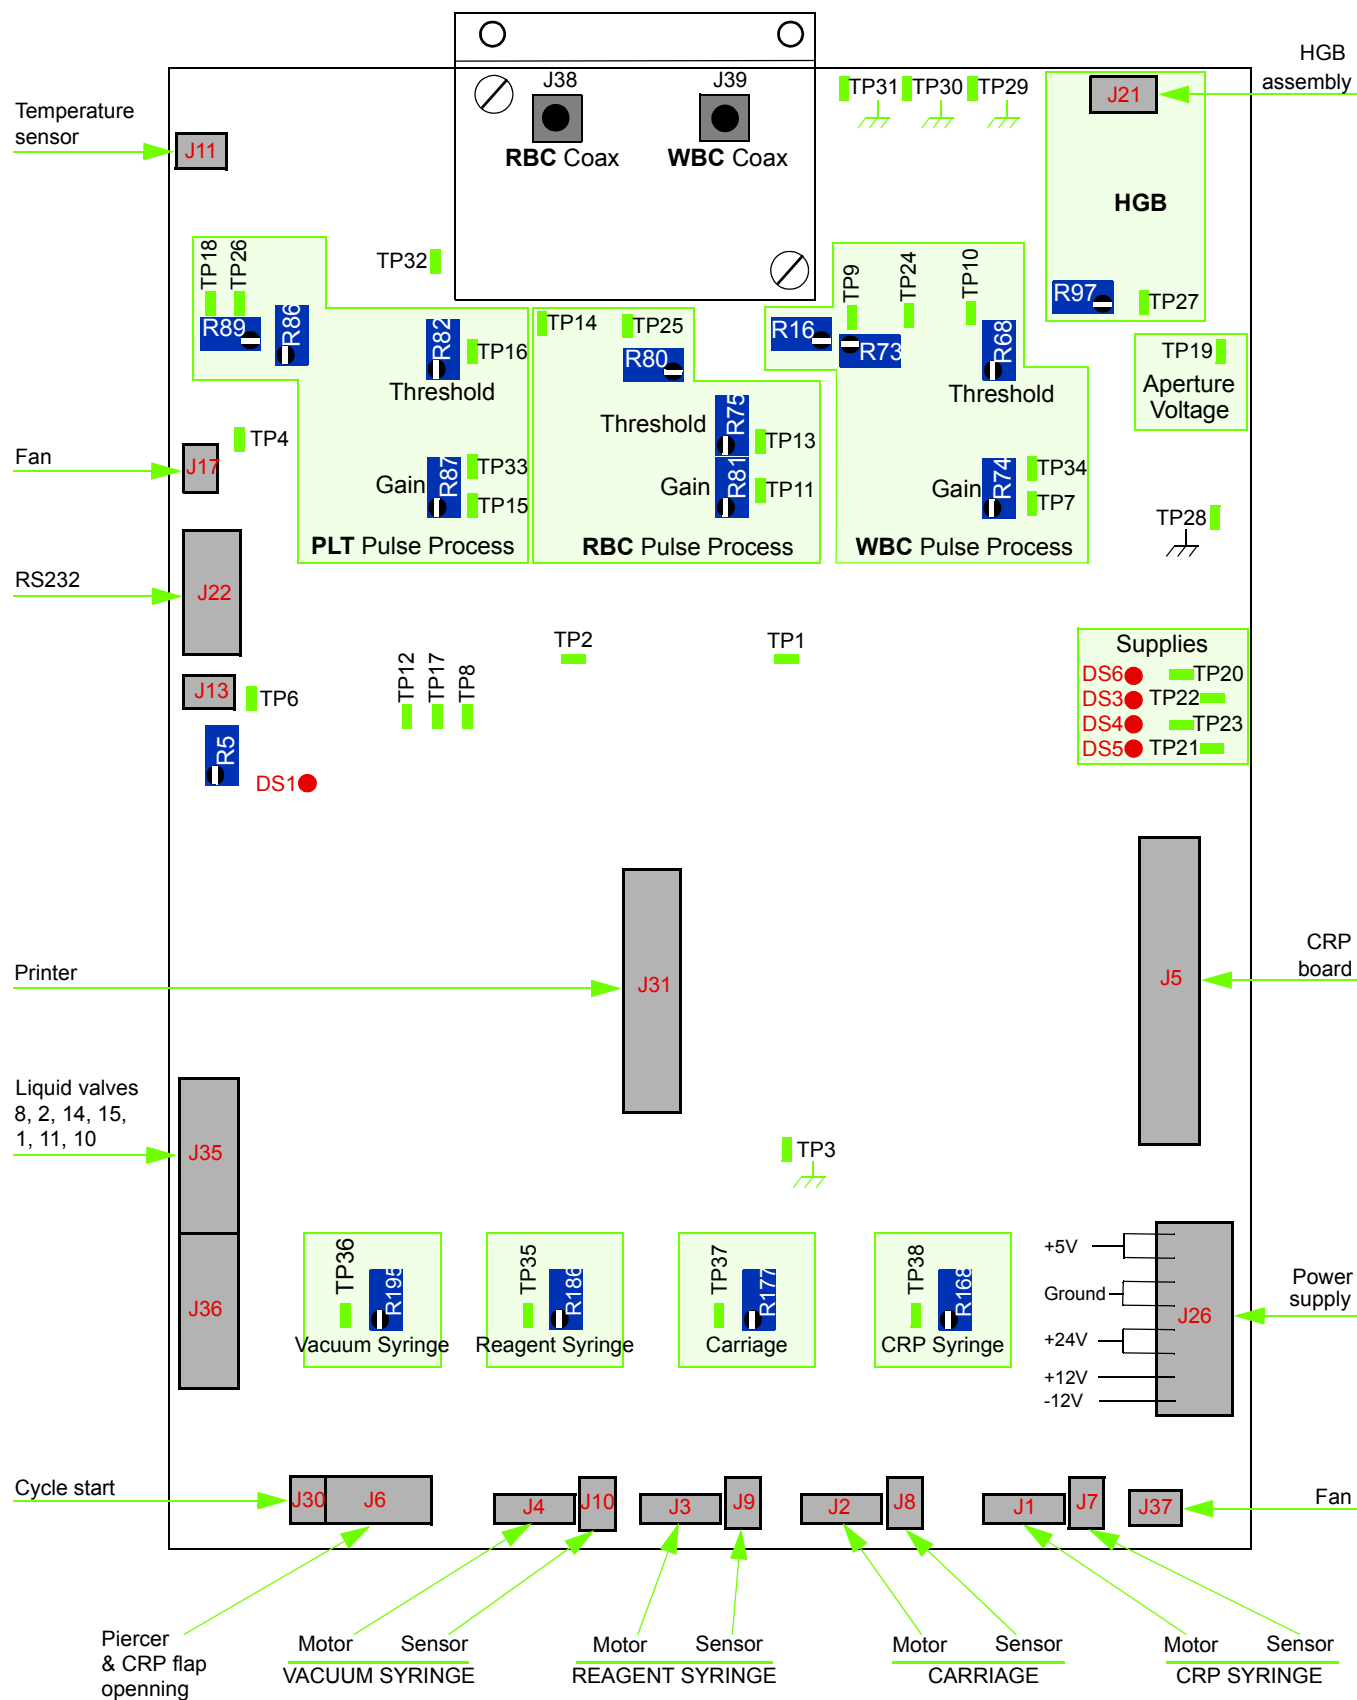 HGB
assembly
J38
J39
TP31
TP30
TP29
J21
Temperature
sensor
J11
RBC Coax
WBC Coax
HGB
TP18
TP26
TP32
TP9
TP24
TP10
R97
TP27
R89
R86
R82
TP16
Threshold
TP14
TP25
R80
R16
R73
R68
Threshold
TP19
Aperture
Voltage
Threshold
R75
TP13
Fan
J17
TP4
Gain
R87
TP33
TP15
Gain
R81
TP11
Gain
R74
TP34
TP7
TP28
PLT Pulse Process
RBC Pulse Process
WBC Pulse Process
RS232
J22
TP2
TP1
Supplies
DS6
TP20
DS3
TP22
DS4
TP23
DS5
TP21
J13
TP6
TP12
TP17
TP8
R5
DS1
Printer
J31
J5
CRP
board
Liquid valves
8, 2, 14, 15,
1, 11, 10
J35
TP3
J36
TP36
R195
Vacuum Syringe
TP35
R186
Reagent Syringe
TP37
R177
Carriage
TP38
R168
CRP Syringe
+5V
Ground
+24V
+12V
-12V
J26
Power
supply
Cycle start
J30
J6
J4
J10
J3
J9
J2
J8
J1
J7
J37
Fan
Piercer
& CRP flap
openning
Motor
Sensor
VACUUM SYRINGE
Motor
Sensor
REAGENT SYRINGE
Motor
Sensor
CARRIAGE
Motor
Sensor
CRP SYRINGE